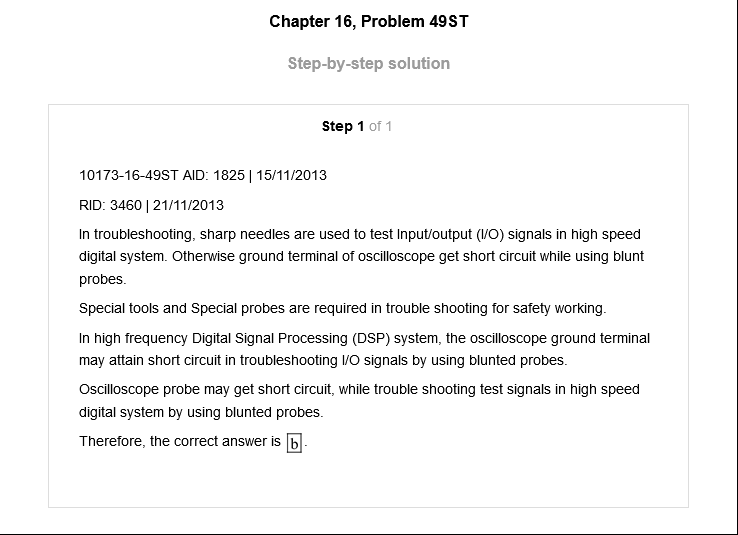 Chapter 16, Problem 49ST
Step-by-step solution
Step 1 of 1
10173-16-49ST AID: 1825 | 15/11/2013
RID: 3460 | 21/11/2013
In troubleshooting, sharp needles are used to test Input/output (I/O) signals in high speed
digital system. Otherwise ground terminal of oscilloscope get short circuit while using blunt
probes.
Special tools and Special probes are required in trouble shooting for safety working.
In high frequency Digital Signal Processing (DSP) system, the oscilloscope ground terminal
may attain short circuit in troubleshooting I/O signals by using blunted probes.
Oscilloscope probe may get short circuit, while trouble shooting test signals in high speed
digital system by using blunted probes.
Therefore, the correct answer is b.